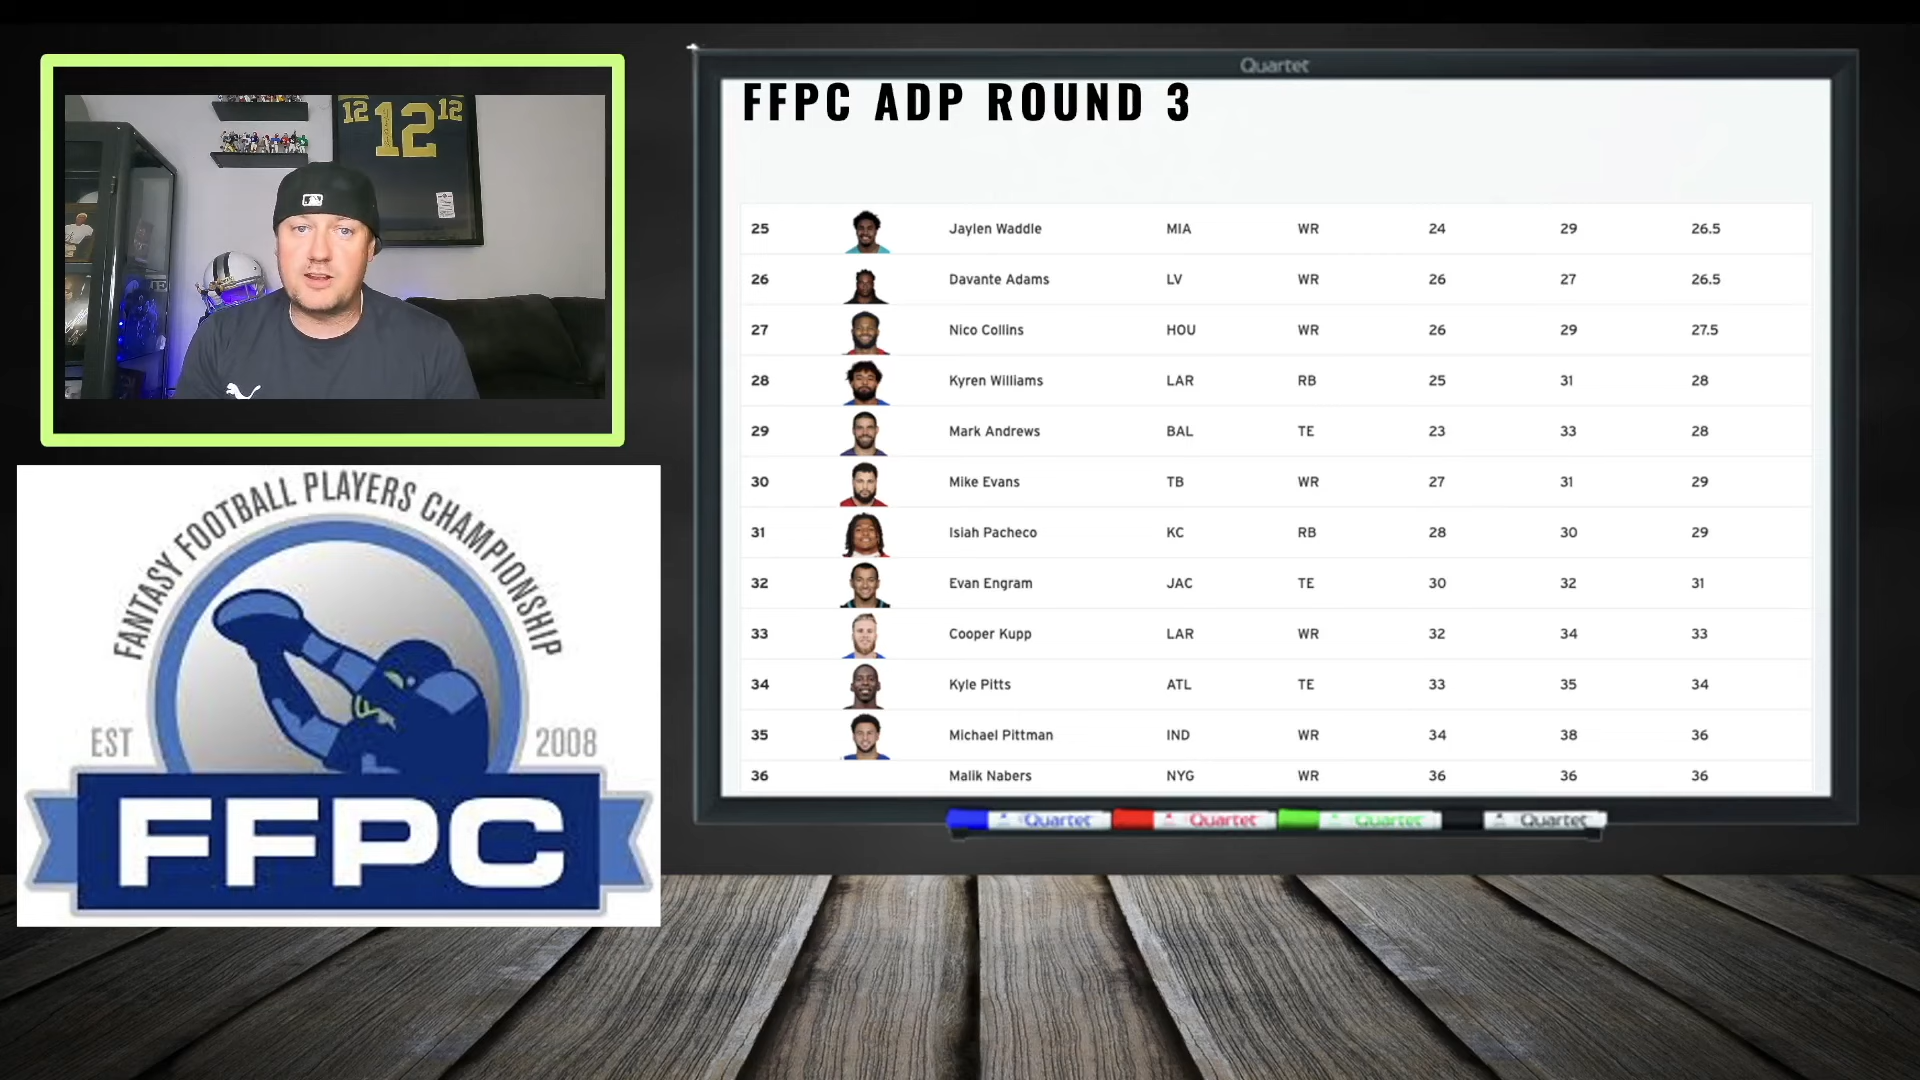 Quartet
FFPC ADP ROUND 3
12 12 12
25 Jaylen Waddle MIA WR 24 29 26.5
26 Davante Adams LV WR 26 27 26.5
27 Nico Collins HOU WR 26 29 27.5
28 Kyren Williams LAR RB 25 31 28
29 Mark Andrews BAL TE 23 33 28
30 Mike Evans TB WR 27 31 29
31 Isiah Pacheco KC RB 28 30 29
32 Evan Engram JAC TE 30 32 31
33 Cooper Kupp LAR WR 32 34 33
34 Kyle Pitts ATL TE 33 35 34
35 Michael Pittman IND WR 34 38 36
36 Malik Nabers NYG WR 36 36 36
Quartet Quartet Quartet Quartet
FANTASY FOOTBALL PLAYERS CHAMPIONSHIP
EST 2008
FFPC